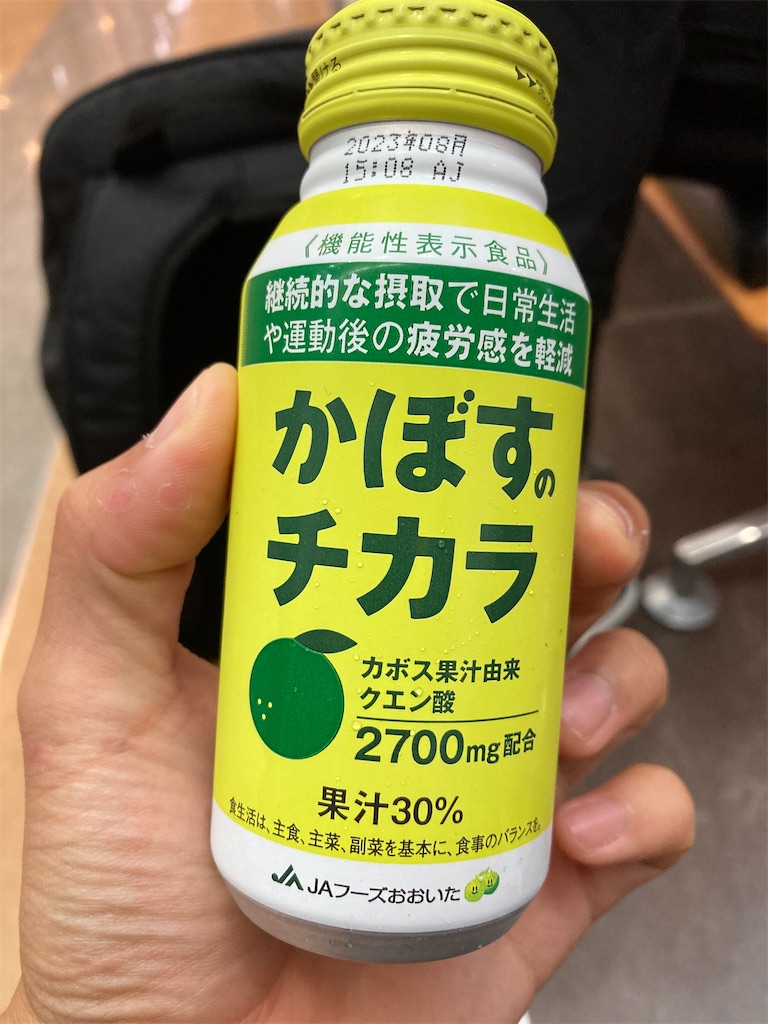 開ける
2023年08月
15:08 AJ
《機能性表示食品》
継続的な摂取で日常生活
や運動後の疲労感を軽減
かぼすの
チカラ
カボス果汁由来
クエン酸
2700mg配合
果汁30%
食生活は、主食、主菜、副菜を基本に、食事のバランスを。
JAフーズおおいた